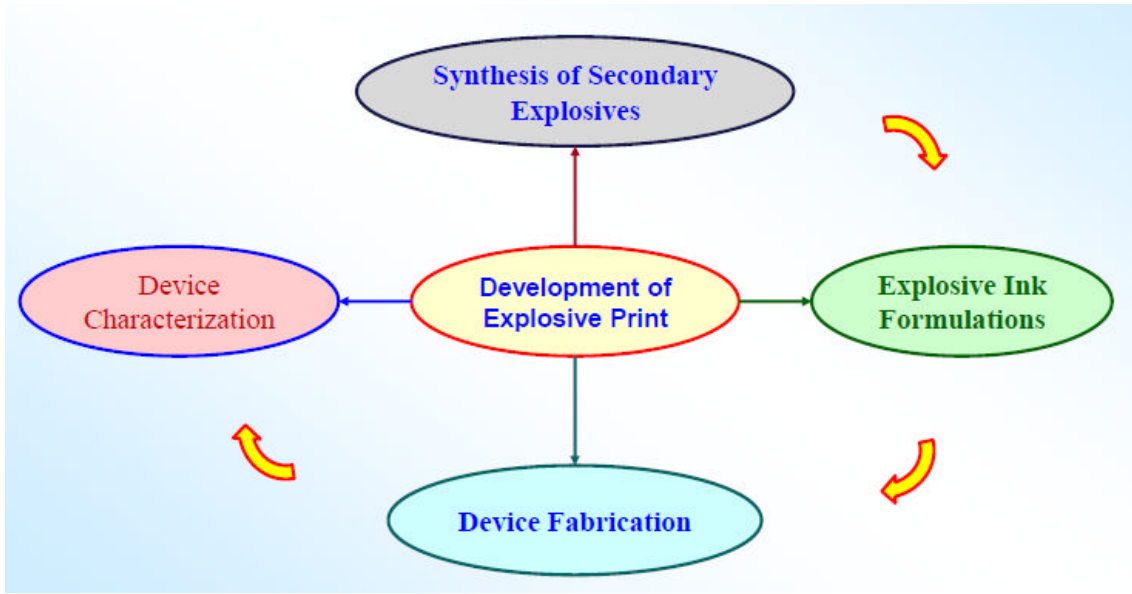 Synthesis of Secondary
Explosives
Device
Characterization
Development of
Explosive Print
Explosive Ink
Formulations
Device Fabrication